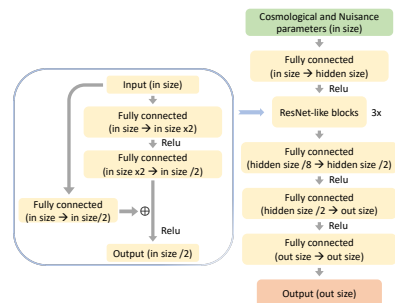 Cosmological and Nuisance
parameters (in size)
Fully connected
(in size → hidden size)
Relu
ResNet-like blocks 3x
Fully connected
(hidden size /8 → hidden size /2)
Relu
Fully connected
(hidden size /2 → out size)
Relu
Fully connected
(out size → out size)
Output (out size)
Input (in size)
Fully connected
(in size → in size x2)
Relu
Fully connected
(in size x2 → in size /2)
Fully connected
(in size → in size/2)
⊕
Relu
Output (in size /2)